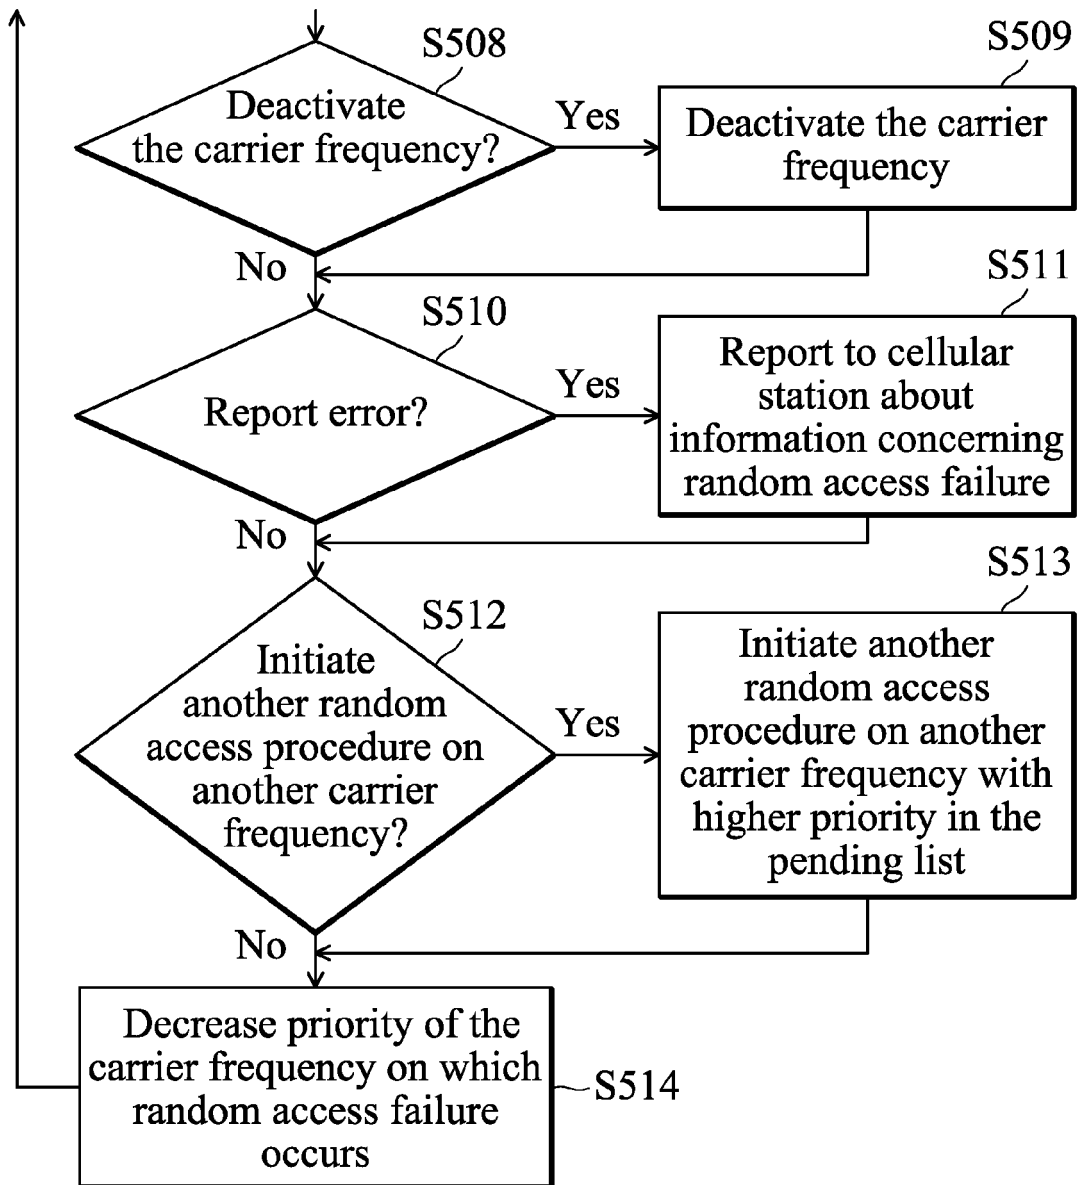 S508
Deactivate
the carrier frequency?
Yes
S509
Deactivate the carrier
frequency
No
S510
Report error?
Yes
S511
Report to cellular
station about
information concerning
random access failure
No
S512
Initiate
another random
access procedure on
another carrier
frequency?
Yes
S513
Initiate another
random access
procedure on another
carrier frequency with
higher priority in the
pending list
No
Decrease priority of the
carrier frequency on which
random access failure
occurs
S514